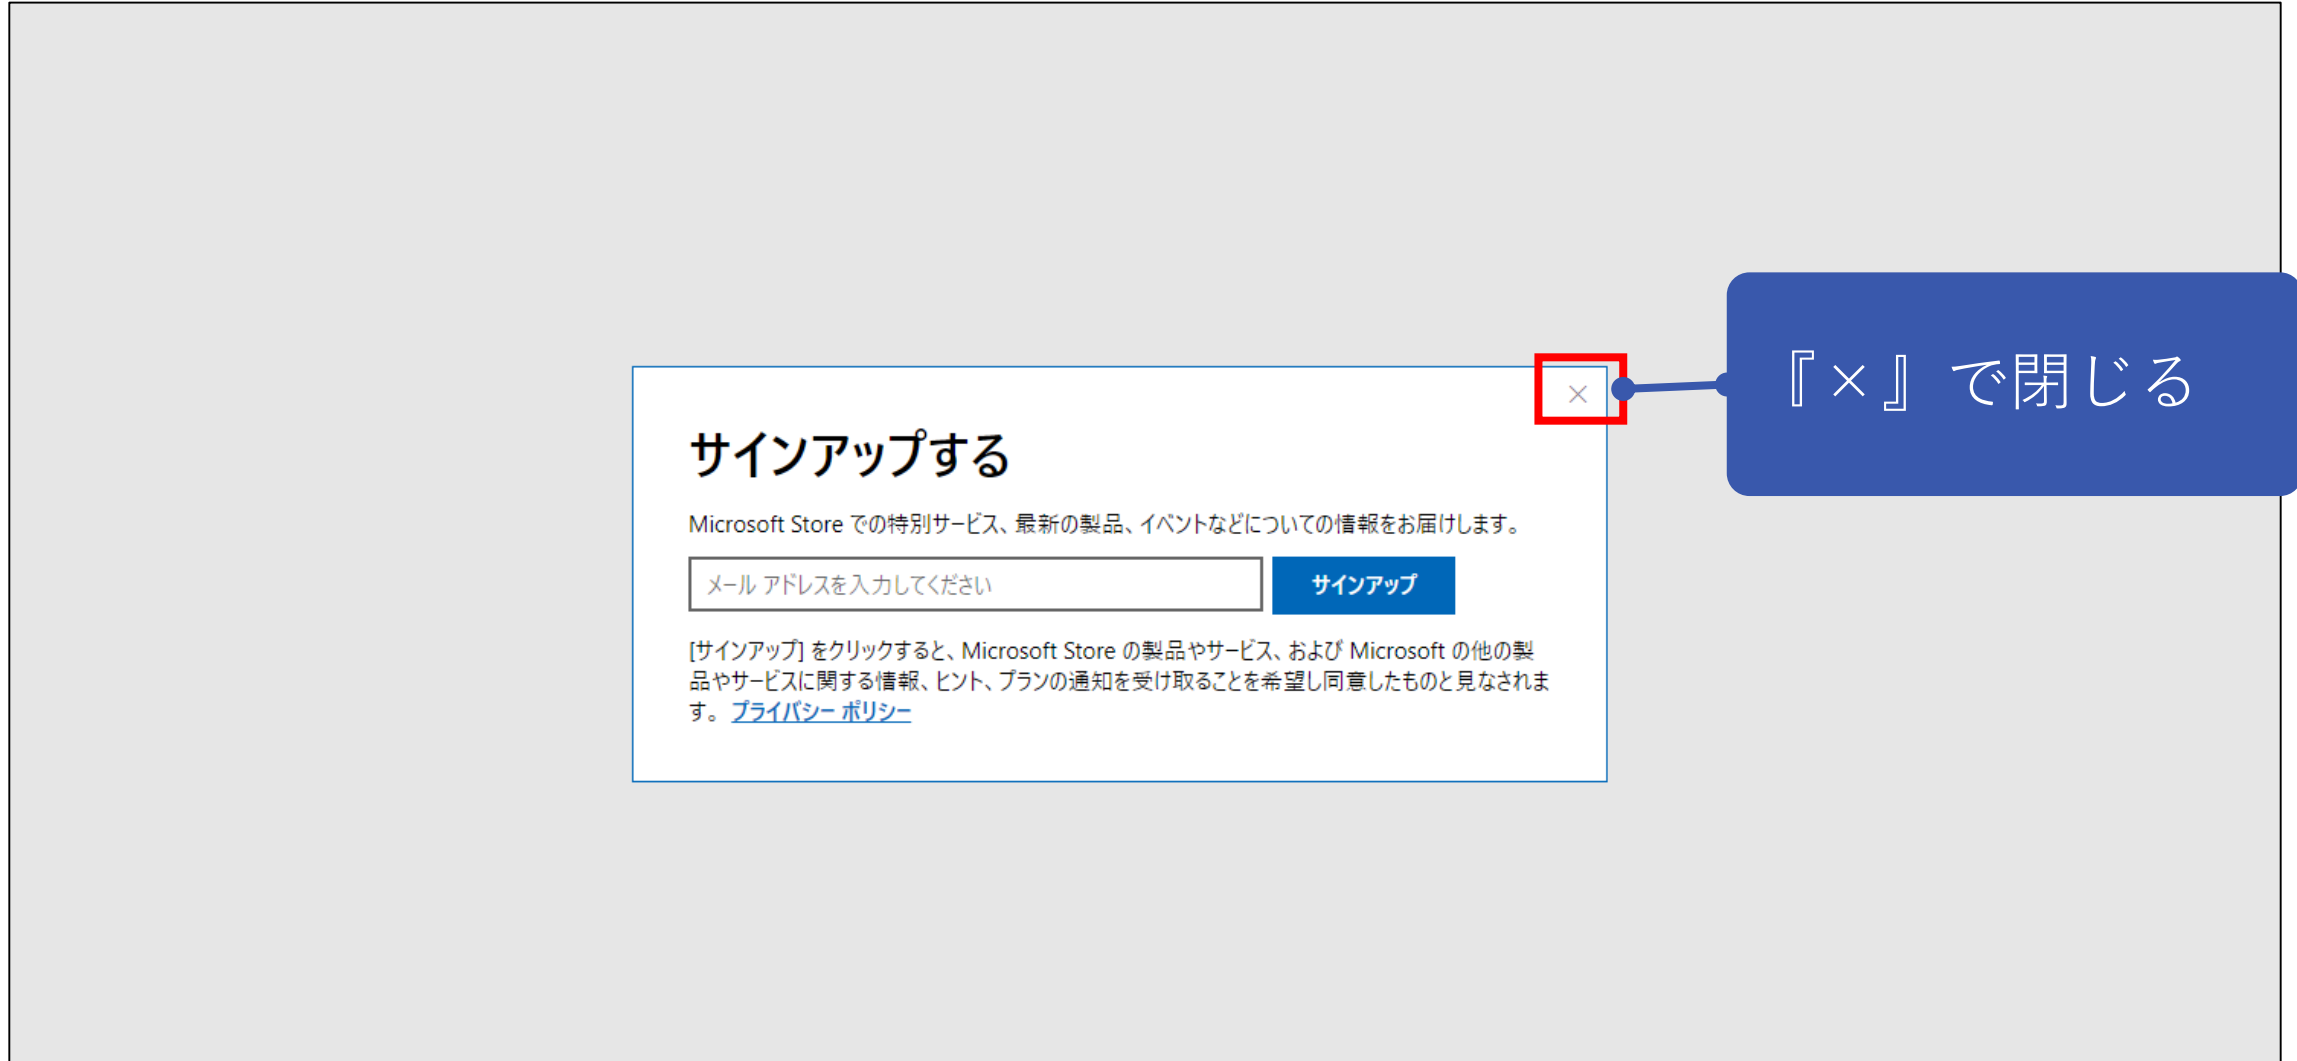 『×』で閉じる
サインアップする
Microsoft Store での特別サービス、最新の製品、イベントなどについての情報をお届けします。
メール アドレスを入力してください
サインアップ
[サインアップ] をクリックすると、Microsoft Store の製品やサービス、および Microsoft の他の製
品やサービスに関する情報、ヒント、プランの通知を受け取ることを希望し同意したものと見なされま
す。 プライバシー ポリシー